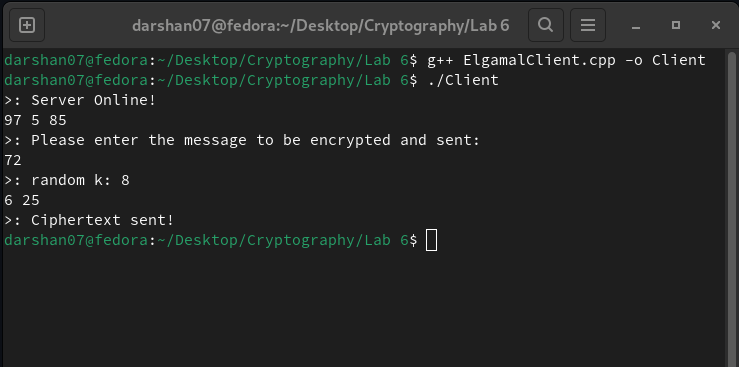 darshan07@fedora:~/Desktop/Cryptography/Lab 6
darshan07@fedora:~/Desktop/Cryptography/Lab 6$ g++ ElgamalClient.cpp -o Client
darshan07@fedora:~/Desktop/Cryptography/Lab 6$ ./Client
>: Server Online!
97 5 85
>: Please enter the message to be encrypted and sent:
72
>: random k: 8
6 25
>: Ciphertext sent!
darshan07@fedora:~/Desktop/Cryptography/Lab 6$